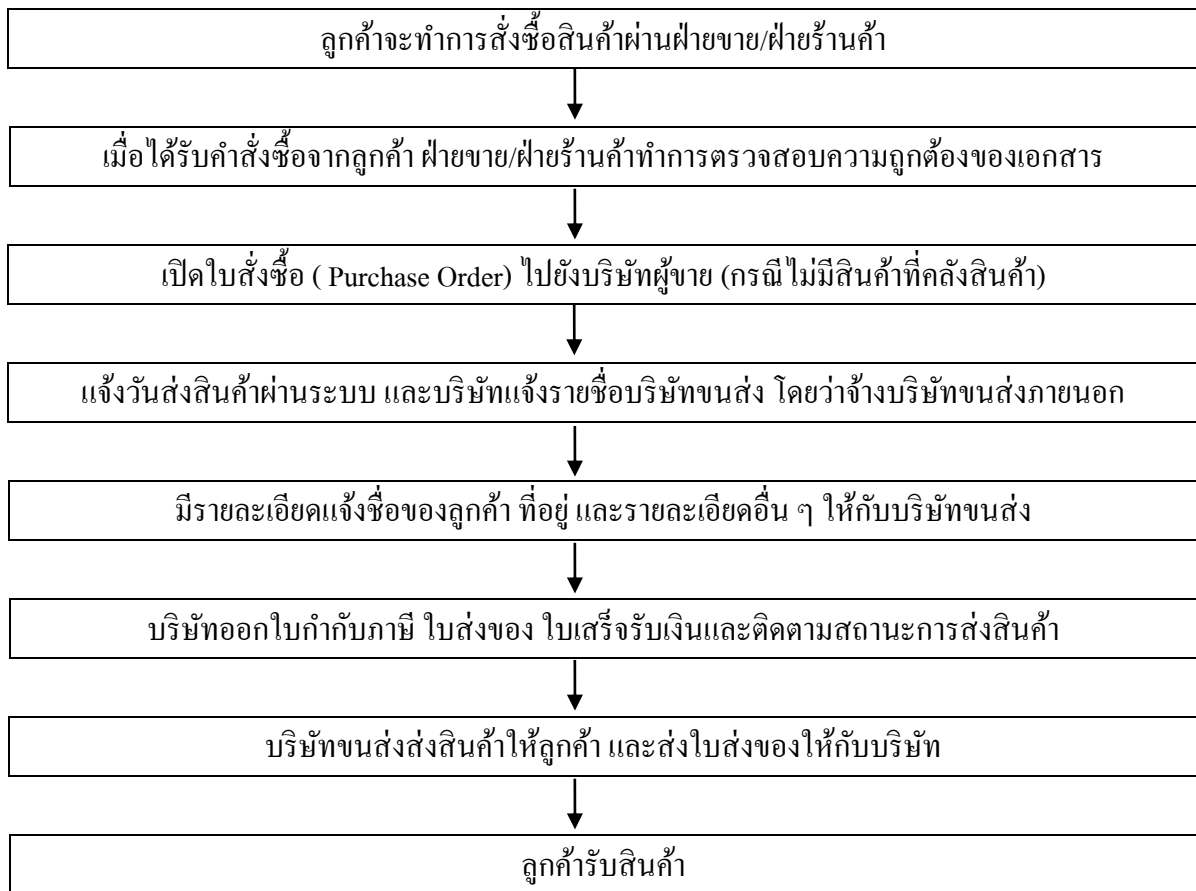 ลูกค้าจะทำการสั่งซื้อสินค้าผ่านฝ่ายขาย/ฝ่ายร้านค้า
เมื่อได้รับคำสั่งซื้อจากลูกค้า ฝ่ายขาย/ฝ่ายร้านค้าทำการตรวจสอบความถูกต้องของเอกสาร
เปิดใบสั่งซื้อ ( Purchase Order) ไปยังบริษัทผู้ขาย (กรณีไม่มีสินค้าที่คลังสินค้า)
แจ้งวันส่งสินค้าผ่านระบบ และบริษัทแจ้งรายชื่อบริษัทขนส่ง โดยว่าจ้างบริษัทขนส่งภายนอก
มีรายละเอียดแจ้งชื่อของลูกค้า ที่อยู่ และรายละเอียดอื่น ๆ ให้กับบริษัทขนส่ง
บริษัทออกใบกำกับภาษี ใบส่งของ ใบเสร็จรับเงินและติดตามสถานะการส่งสินค้า
บริษัทขนส่งส่งสินค้าให้ลูกค้า และส่งใบส่งของให้กับบริษัท
ลูกค้ารับสินค้า